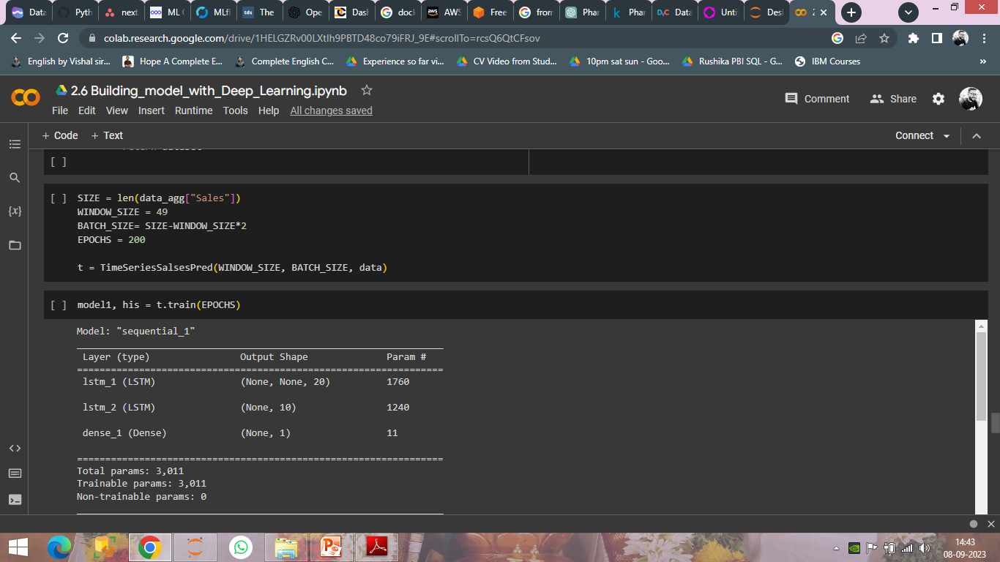 Data
Pyth
next
ML
MLfl
tds The
Ope
Dasl
docl
aws AWS
Free
from
Phar
k Phar
DVC Data
Unti
Desl
2
colab.research.google.com/drive/1HELGZRv00LXtIh9PBTD48co79iFRJ_9E#scrollTo=rcsQ6QtCFsov
English by Vishal sir...
Hope A Complete E...
Complete English C...
Experience so far vi...
CV Video from Stud...
10pm sat sun - Goo...
Rushika PBI SQL - G...
IBM Courses
»
2.6 Building_model_with_Deep_Learning.ipynb
Comment
Share
File Edit View Insert Runtime Tools Help All changes saved
+ Code + Text
Connect
[ ]
[ ] SIZE = len(data_agg["Sales"])
WINDOW_SIZE = 49
BATCH_SIZE= SIZE-WINDOW_SIZE*2
EPOCHS = 200
t = TimeSeriesSalsesPred(WINDOW_SIZE, BATCH_SIZE, data)
[ ] model1, his = t.train(EPOCHS)
Model: "sequential_1"
Layer (type) Output Shape Param #
lstm_1 (LSTM) (None, None, 20) 1760
lstm_2 (LSTM) (None, 10) 1240
dense_1 (Dense) (None, 1) 11
Total params: 3,011
Trainable params: 3,011
Non-trainable params: 0
{x}
14:43
08-09-2023